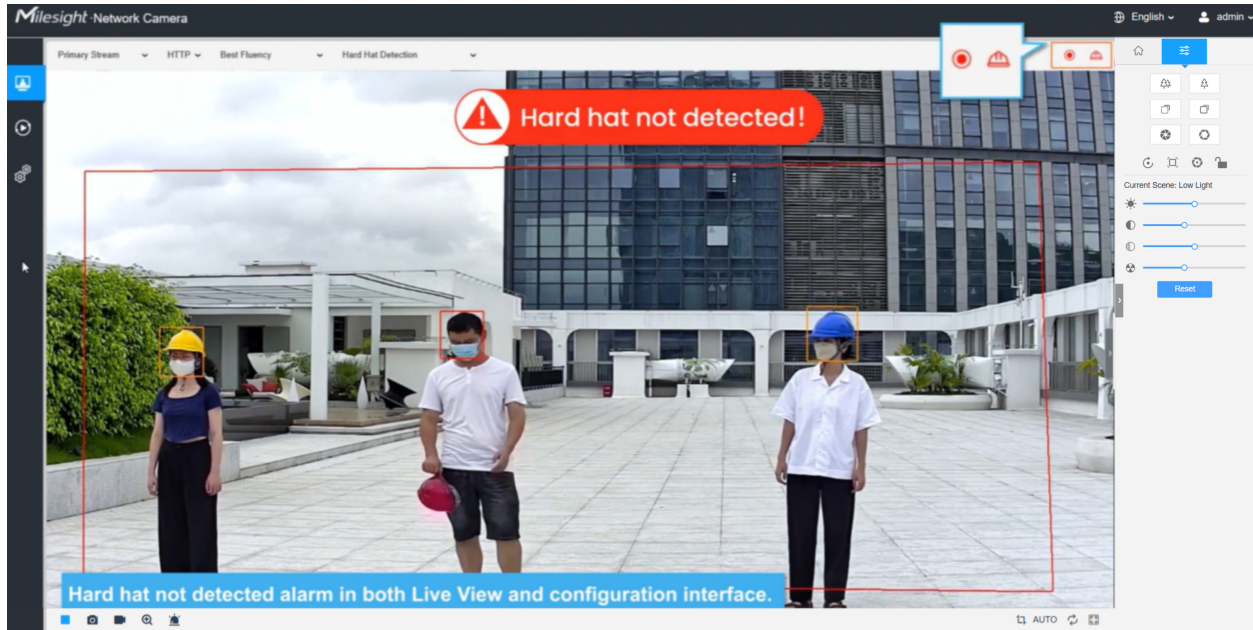 Milesight Network Camera
English
admin
Primary Stream
HTTP
Best Fluency
Hard Hat Detection
Hard hat not detected!
Current Scene: Low Light
Reset
Hard hat not detected alarm in both Live View and configuration interface.
AUTO